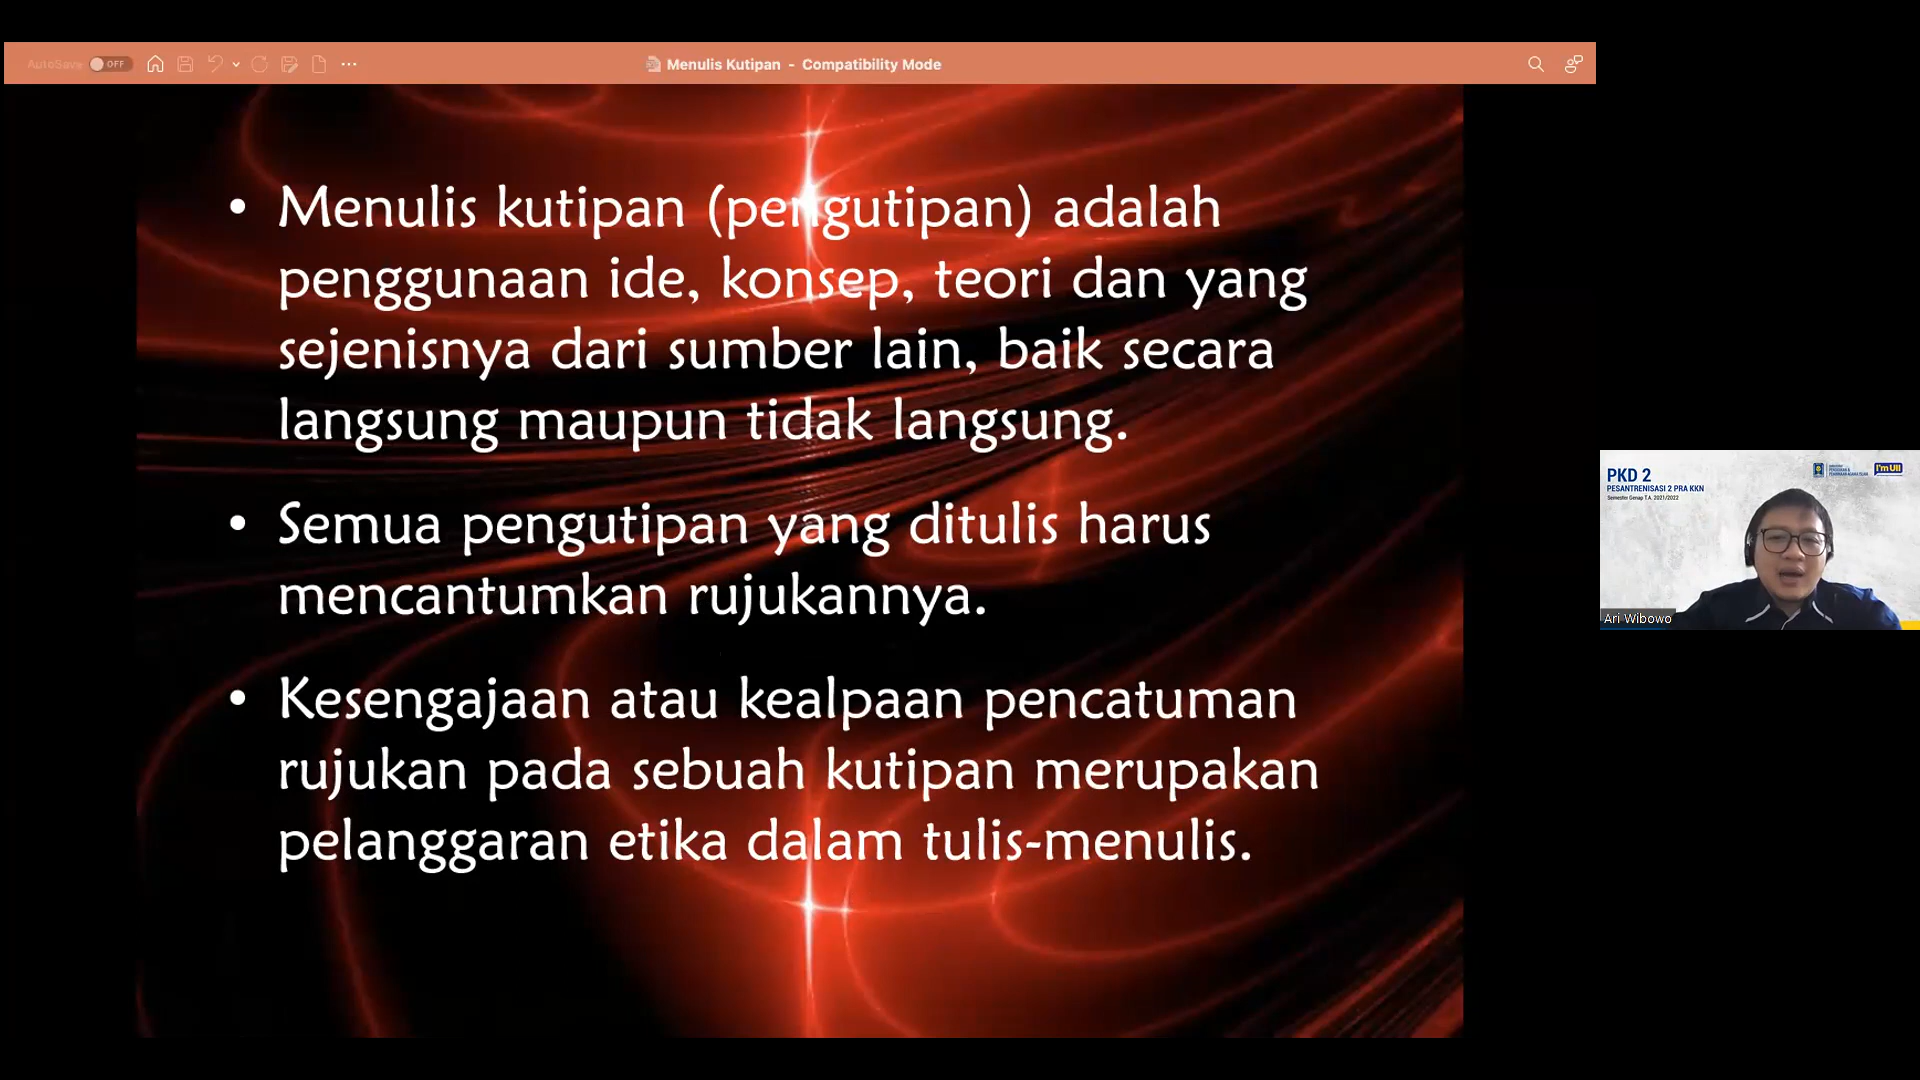 AutoSave OFF
Menulis Kutipan - Compatibility Mode
• Menulis kutipan (pengutipan) adalah
penggunaan ide, konsep, teori dan yang
sejenisnya dari sumber lain, baik secara
langsung maupun tidak langsung.
• Semua pengutipan yang ditulis harus
mencantumkan rujukannya.
• Kesengajaan atau kealpaan pencatuman
rujukan pada sebuah kutipan merupakan
pelanggaran etika dalam tulis-menulis.
PKD 2
PESANTRENISASI 2 PRA KKN
Semester Genap T.A. 2021/2022
I'm UII
Ari Wibowo